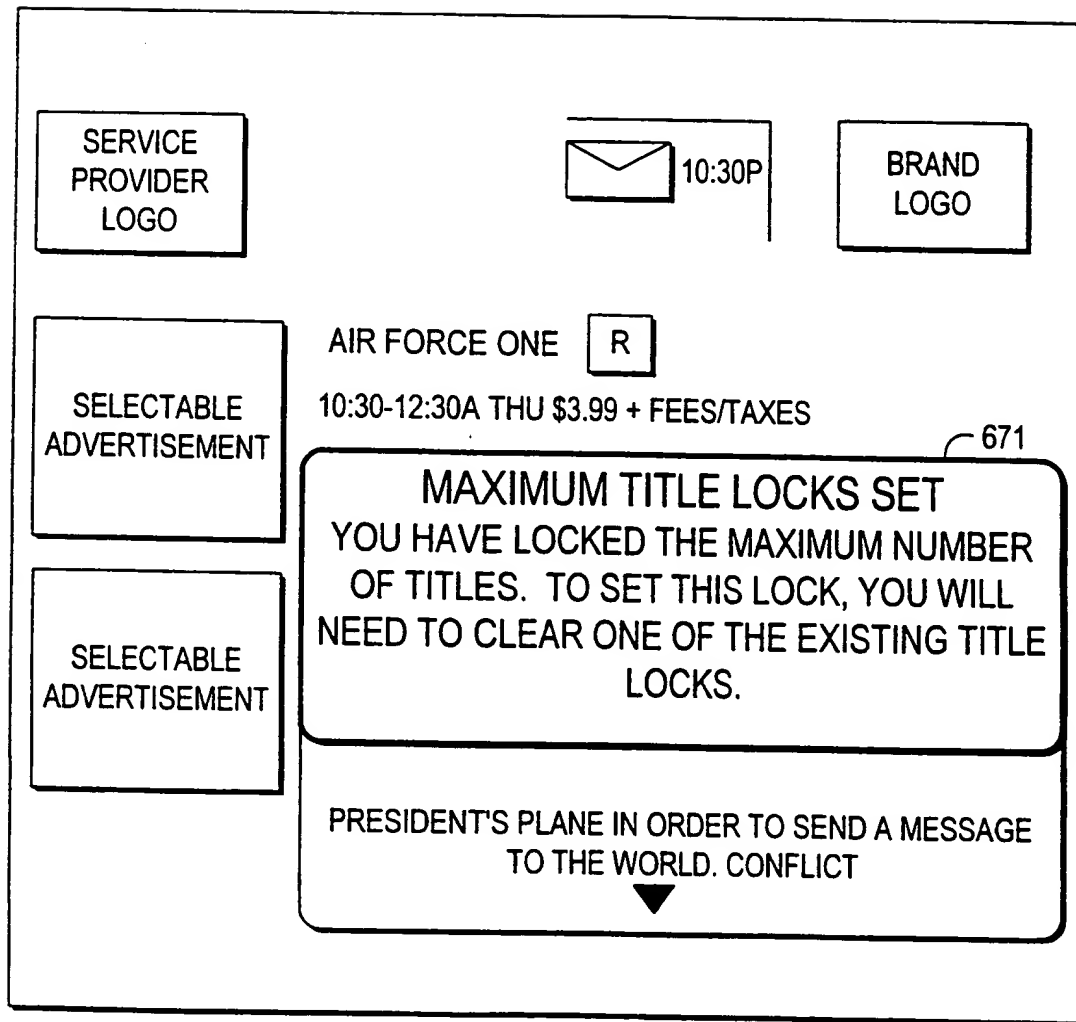 SERVICE
PROVIDER
LOGO
10:30P
BRAND
LOGO
AIR FORCE ONE R
10:30-12:30A THU $3.99 + FEES/TAXES
SELECTABLE
ADVERTISEMENT
671
MAXIMUM TITLE LOCKS SET
YOU HAVE LOCKED THE MAXIMUM NUMBER
OF TITLES. TO SET THIS LOCK, YOU WILL
NEED TO CLEAR ONE OF THE EXISTING TITLE
LOCKS.
SELECTABLE
ADVERTISEMENT
PRESIDENT'S PLANE IN ORDER TO SEND A MESSAGE
TO THE WORLD. CONFLICT